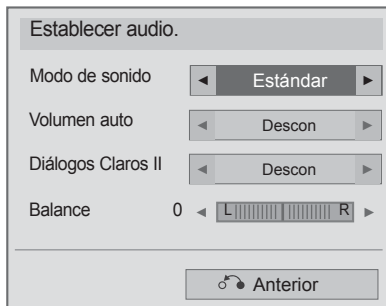 Establecer audio.
Modo de sonido ◄ Estándar ►
Volumen auto ◄ Descon ►
Diálogos Claros II ◄ Descon ►
Balance 0 ◄ L R ►
Anterior